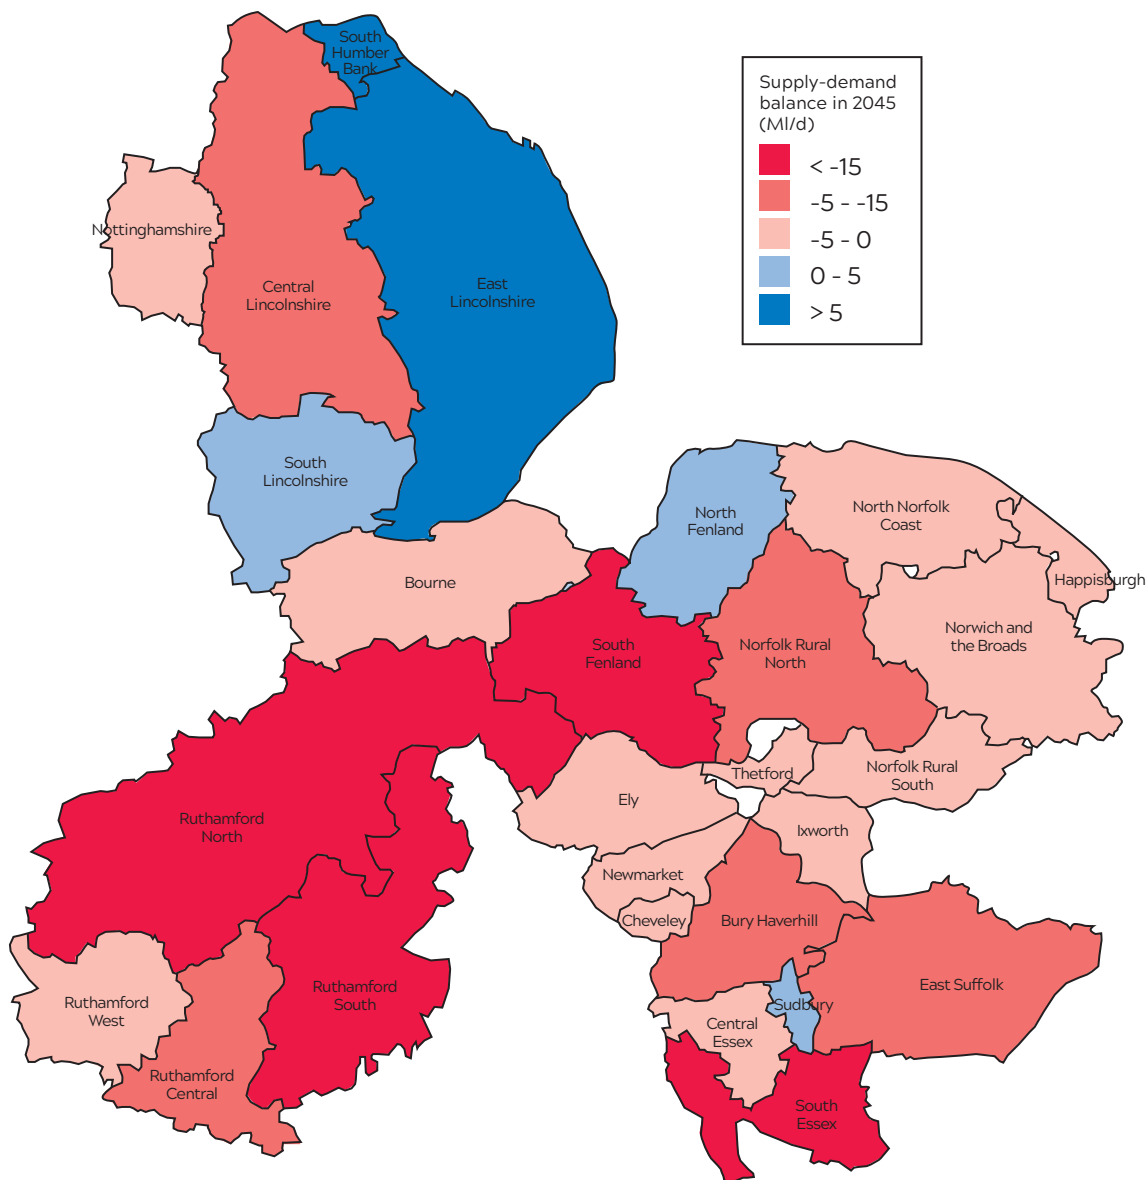 South
Humber
Bank
Supply-demand
balance in 2045
(Ml/d)
< -15
-5 - -15
-5 - 0
0 - 5
> 5
Nottinghamshire
Central
Lincolnshire
East
Lincolnshire
South
Lincolnshire
North
Fenland
North Norfolk
Coast
Happisburgh
Bourne
South
Fenland
Norfolk Rural
North
Norwich and
the Broads
Thetford
Norfolk Rural
South
Ely
Ixworth
Ruthamford
North
Newmarket
Cheveley
Bury Haverhill
East Suffolk
Ruthamford
South
Ruthamford
West
Sudbury
Central
Essex
Ruthamford
Central
South
Essex